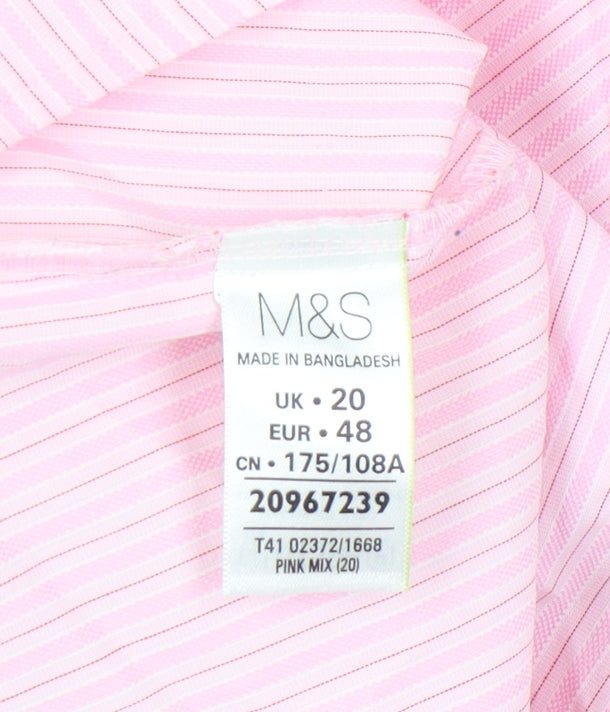 M&S
MADE IN BANGLADESH
UK • 20
EUR • 48
CN • 175/108A
20967239
T41 02372/1668
PINK MIX (20)